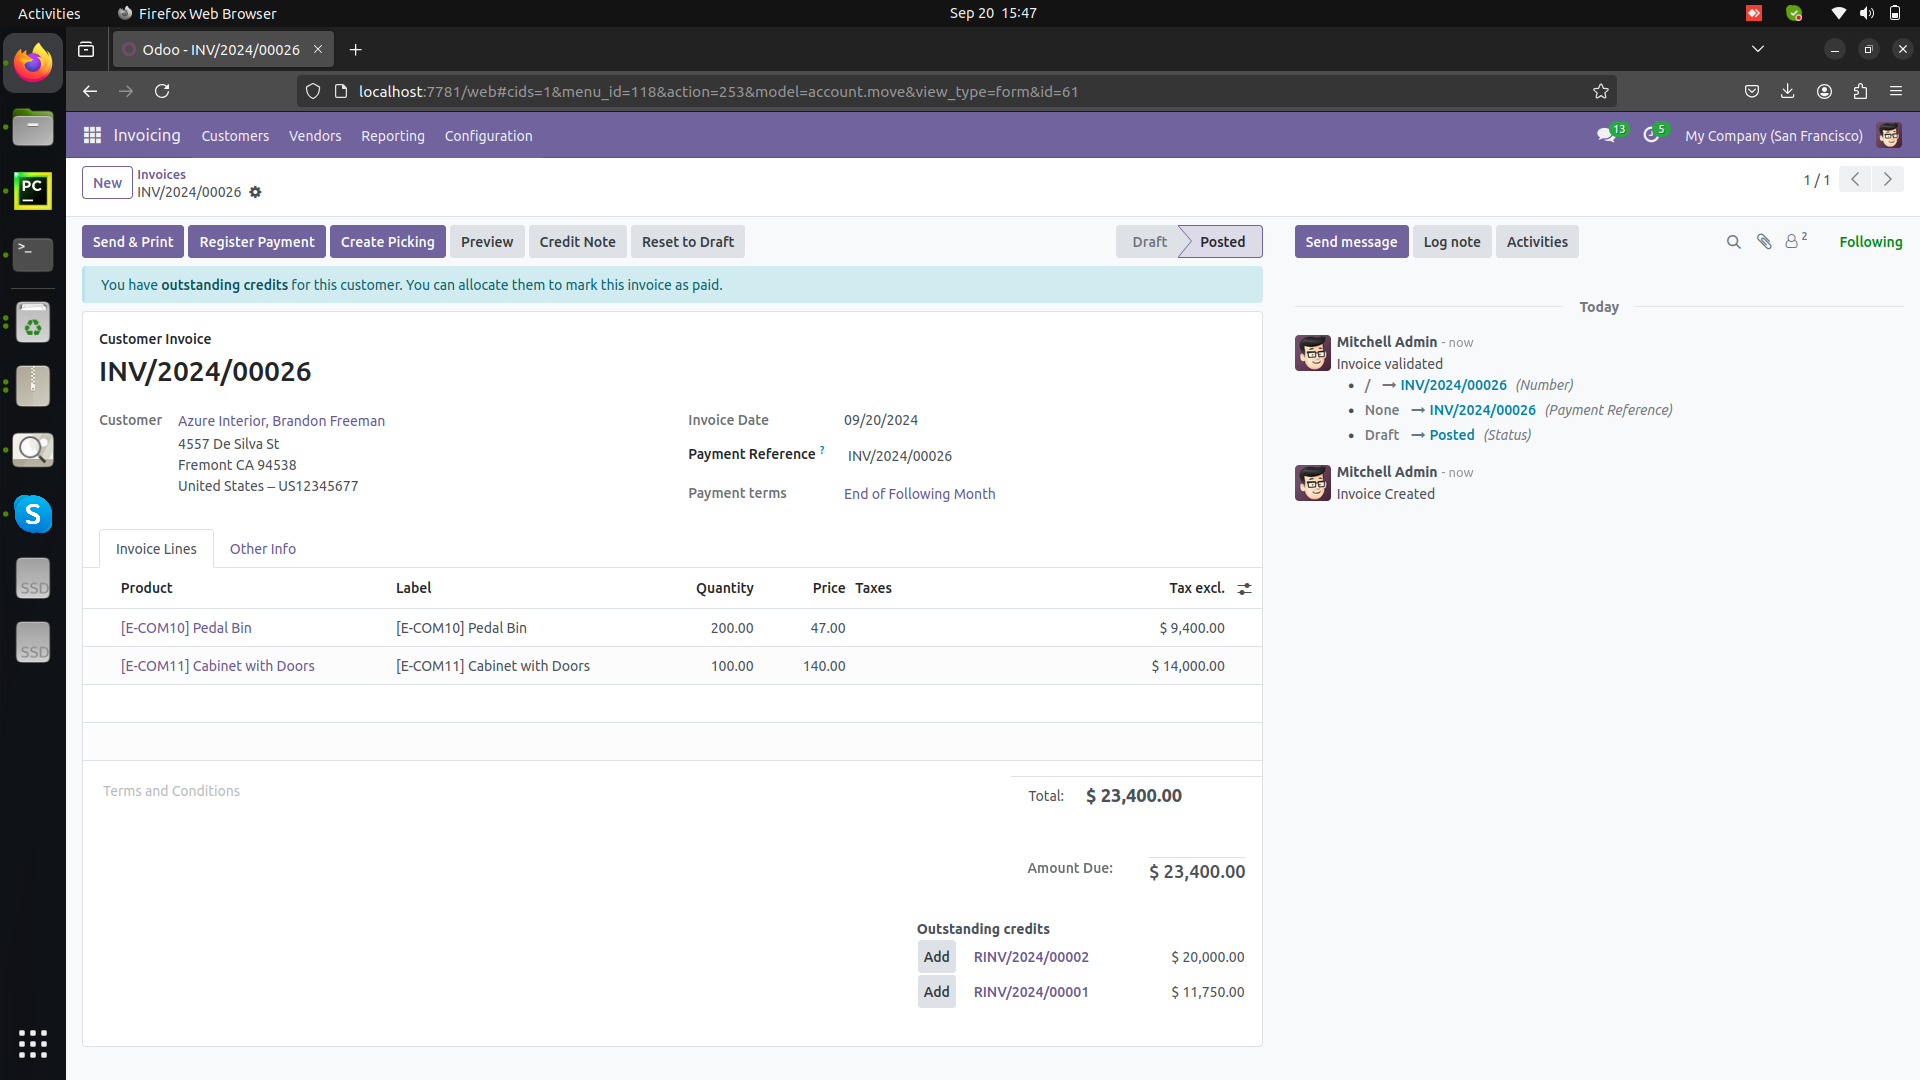 Activities
Firefox Web Browser
Sep 20 15:47
Odoo - INV/2024/00026
localhost:7781/web#cids=1&menu_id=118&action=253&model=account.move&view_type=form&id=61
Invoicing Customers Vendors Reporting Configuration
13 5 My Company (San Francisco)
New
Invoices
INV/2024/00026
1 / 1
Send & Print Register Payment Create Picking Preview Credit Note Reset to Draft
Draft Posted
Send message Log note Activities
2
Following
You have outstanding credits for this customer. You can allocate them to mark this invoice as paid.
Customer Invoice
INV/2024/00026
Customer Azure Interior, Brandon Freeman
4557 De Silva St
Fremont CA 94538
United States – US12345677
Invoice Date 09/20/2024
Payment Reference ? INV/2024/00026
Payment terms End of Following Month
Invoice Lines Other Info
Product Label Quantity Price Taxes Tax excl.
[E-COM10] Pedal Bin [E-COM10] Pedal Bin 200.00 47.00 $ 9,400.00
[E-COM11] Cabinet with Doors [E-COM11] Cabinet with Doors 100.00 140.00 $ 14,000.00
Terms and Conditions
Total: $ 23,400.00
Amount Due: $ 23,400.00
Outstanding credits
Add RINV/2024/00002 $ 20,000.00
Add RINV/2024/00001 $ 11,750.00
Today
Mitchell Admin - now
Invoice validated
• / → INV/2024/00026 (Number)
• None → INV/2024/00026 (Payment Reference)
• Draft → Posted (Status)
Mitchell Admin - now
Invoice Created
PC
>_
S
SSD
SSD